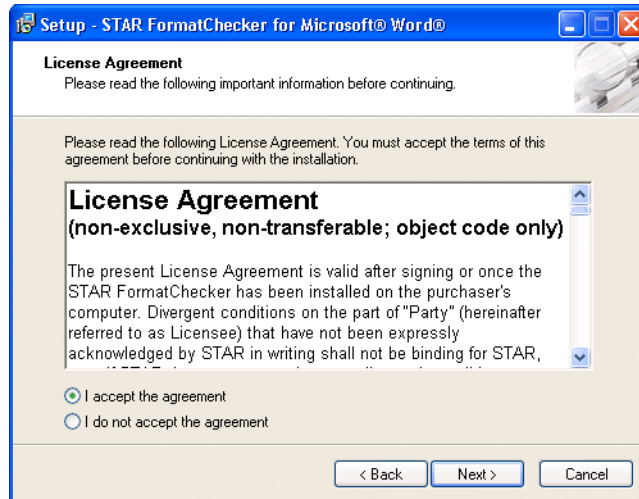 Setup - STAR FormatChecker for Microsoft® Word®
License Agreement
Please read the following important information before continuing.
Please read the following License Agreement. You must accept the terms of this
agreement before continuing with the installation.
License Agreement
(non-exclusive, non-transferable; object code only)
The present License Agreement is valid after signing or once the
STAR FormatChecker has been installed on the purchaser's
computer. Divergent conditions on the part of "Party" (hereinafter
referred to as Licensee) that have not been expressly
acknowledged by STAR in writing shall not be binding for STAR,
I accept the agreement
I do not accept the agreement
< Back
Next >
Cancel